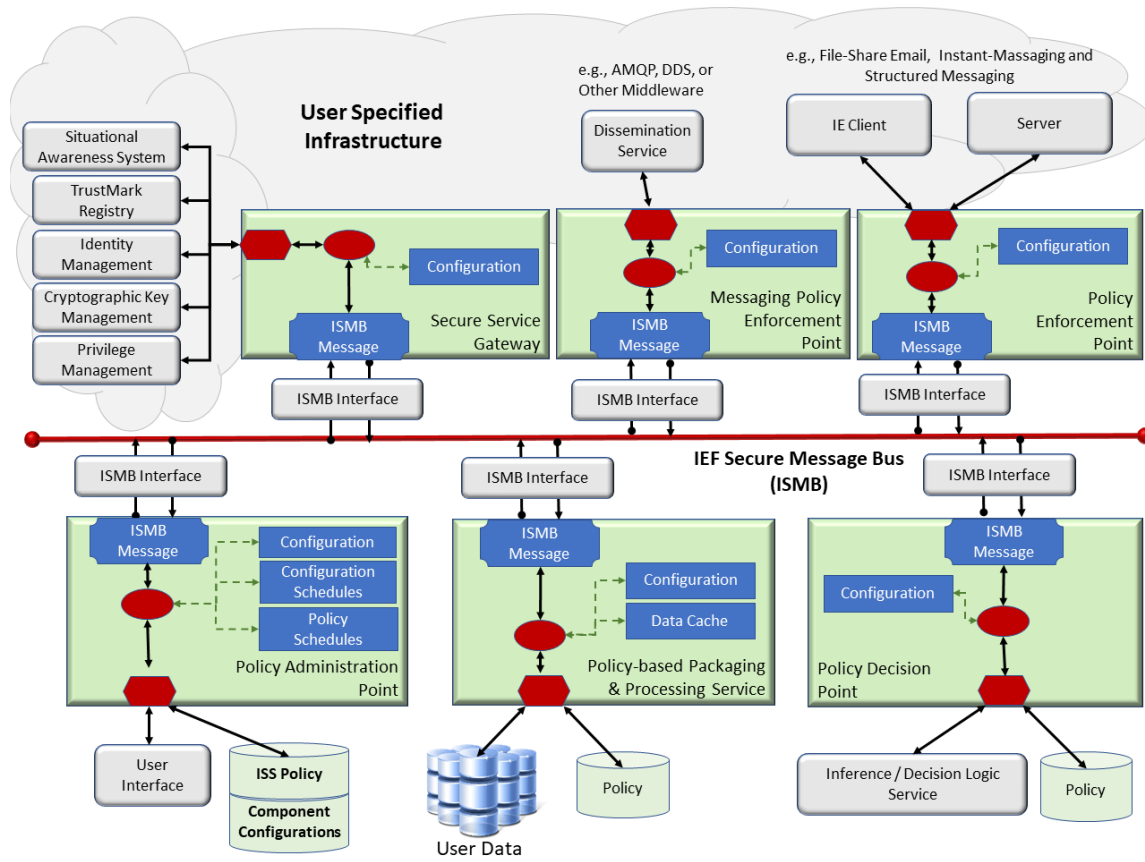 e.g., AMQP, DDS, or
Other Middleware
e.g., File-Share Email, Instant-Massaging and
Structured Messaging
User Specified
Infrastructure
Situational
Awareness System
TrustMark
Registry
Identity
Management
Cryptographic Key
Management
Privilege
Management
Dissemination
Service
IE Client
Server
Configuration
ISMB
Message
Secure Service
Gateway
Configuration
Messaging Policy
Enforcement
Point
ISMB
Message
Configuration
Policy
Enforcement
Point
ISMB
Message
ISMB Interface
ISMB Interface
ISMB Interface
IEF Secure Message Bus
(ISMB)
ISMB Interface
ISMB Interface
ISMB Interface
ISMB
Message
Configuration
Configuration
Schedules
Policy
Schedules
Policy Administration
Point
ISMB
Message
Configuration
Data Cache
Policy-based Packaging
& Processing Service
ISMB
Message
Configuration
Policy Decision
Point
User
Interface
ISS Policy
Component
Configurations
User Data
Policy
Inference / Decision Logic
Service
Policy